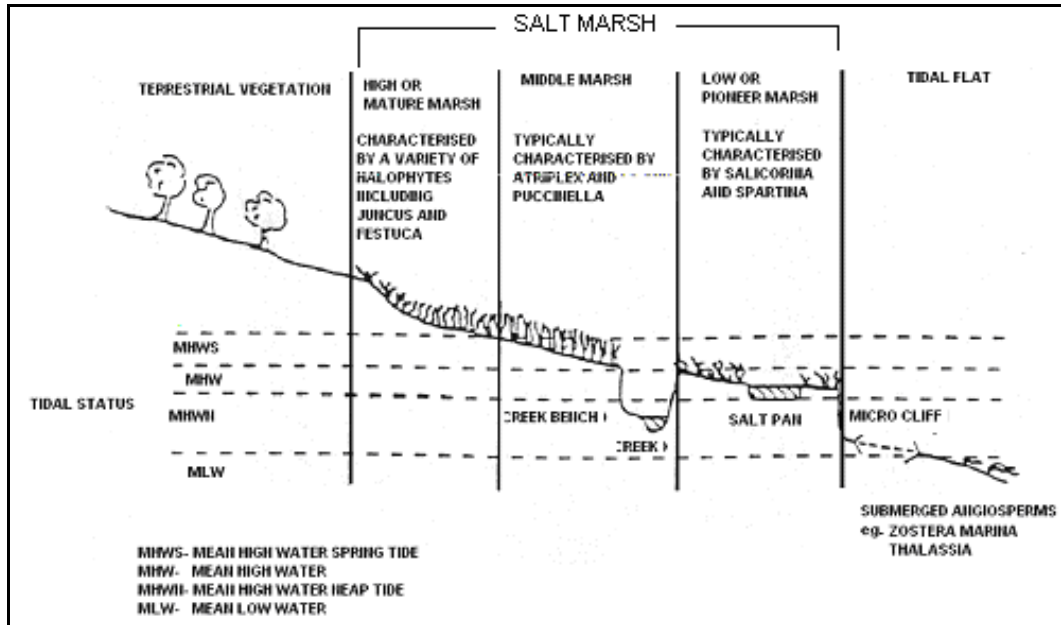 SALT MARSH
TERRESTRIAL VEGETATION
HIGH OR
MATURE MARSH
CHARACTERISED
BY A VARIETY OF
HALOPHYTES
INCLUDING
JUNCUS AND
FESTUCA
MIDDLE MARSH
TYPICALLY
CHARACTERISED BY
ATRIPLEX AND
PUCCINELLA
LOW OR
PIONEER MARSH
TYPICALLY
CHARACTERISED
BY SALICORNIA
AND SPARTINA
TIDAL FLAT
TIDAL STATUS
MHWS
MHW
MHWN
MLW
CREEK BENCH
CREEK
SALT PAN
MICRO CLIFF
SUBMERGED ANGIOSPERMS
eg- ZOSTERA MARINA
THALASSIA
MHWS- MEAN HIGH WATER SPRING TIDE
MHW- MEAN HIGH WATER
MHWN- MEAN HIGH WATER NEAP TIDE
MLW- MEAN LOW WATER